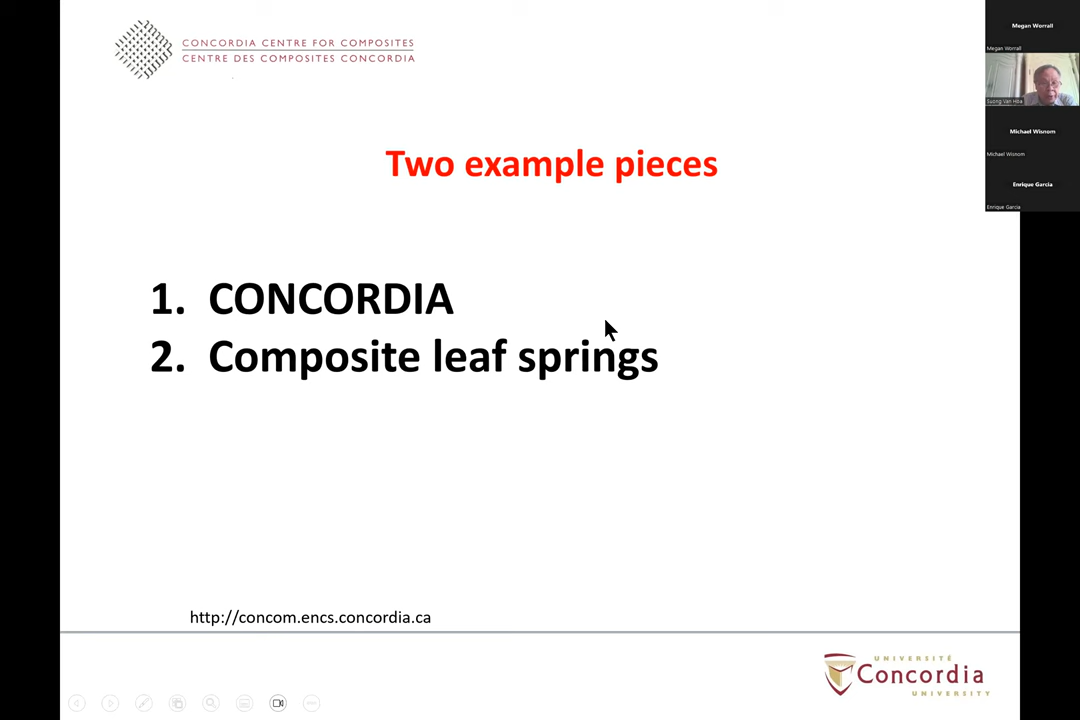 CONCORDIA CENTRE FOR COMPOSITES
CENTRE DES COMPOSITES CONCORDIA
Two example pieces
1. CONCORDIA
2. Composite leaf springs
http://concom.encs.concordia.ca
UNIVERSITÉ
Concordia
UNIVERSITY
Megan Worrall
Megan Worrall
Suong Van Hoa
Michael Wisnom
Michael Wisnom
Enrique Garcia
Enrique Garcia